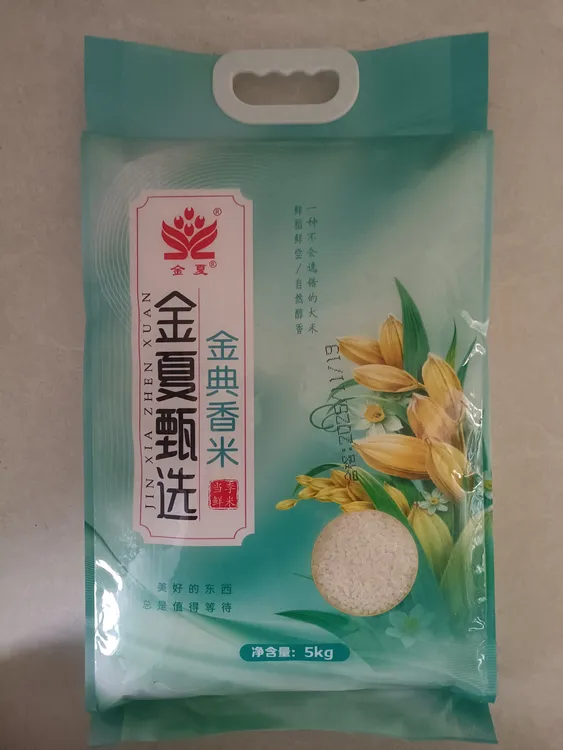 金夏
®
®
一种不会选错的大米
鲜稻鲜尝/自然醇香
金夏甄选
JIN XIA ZHEN XUAN
金典香米
当季
鲜米
美好的东西
总是值得等待
净含量：5kg